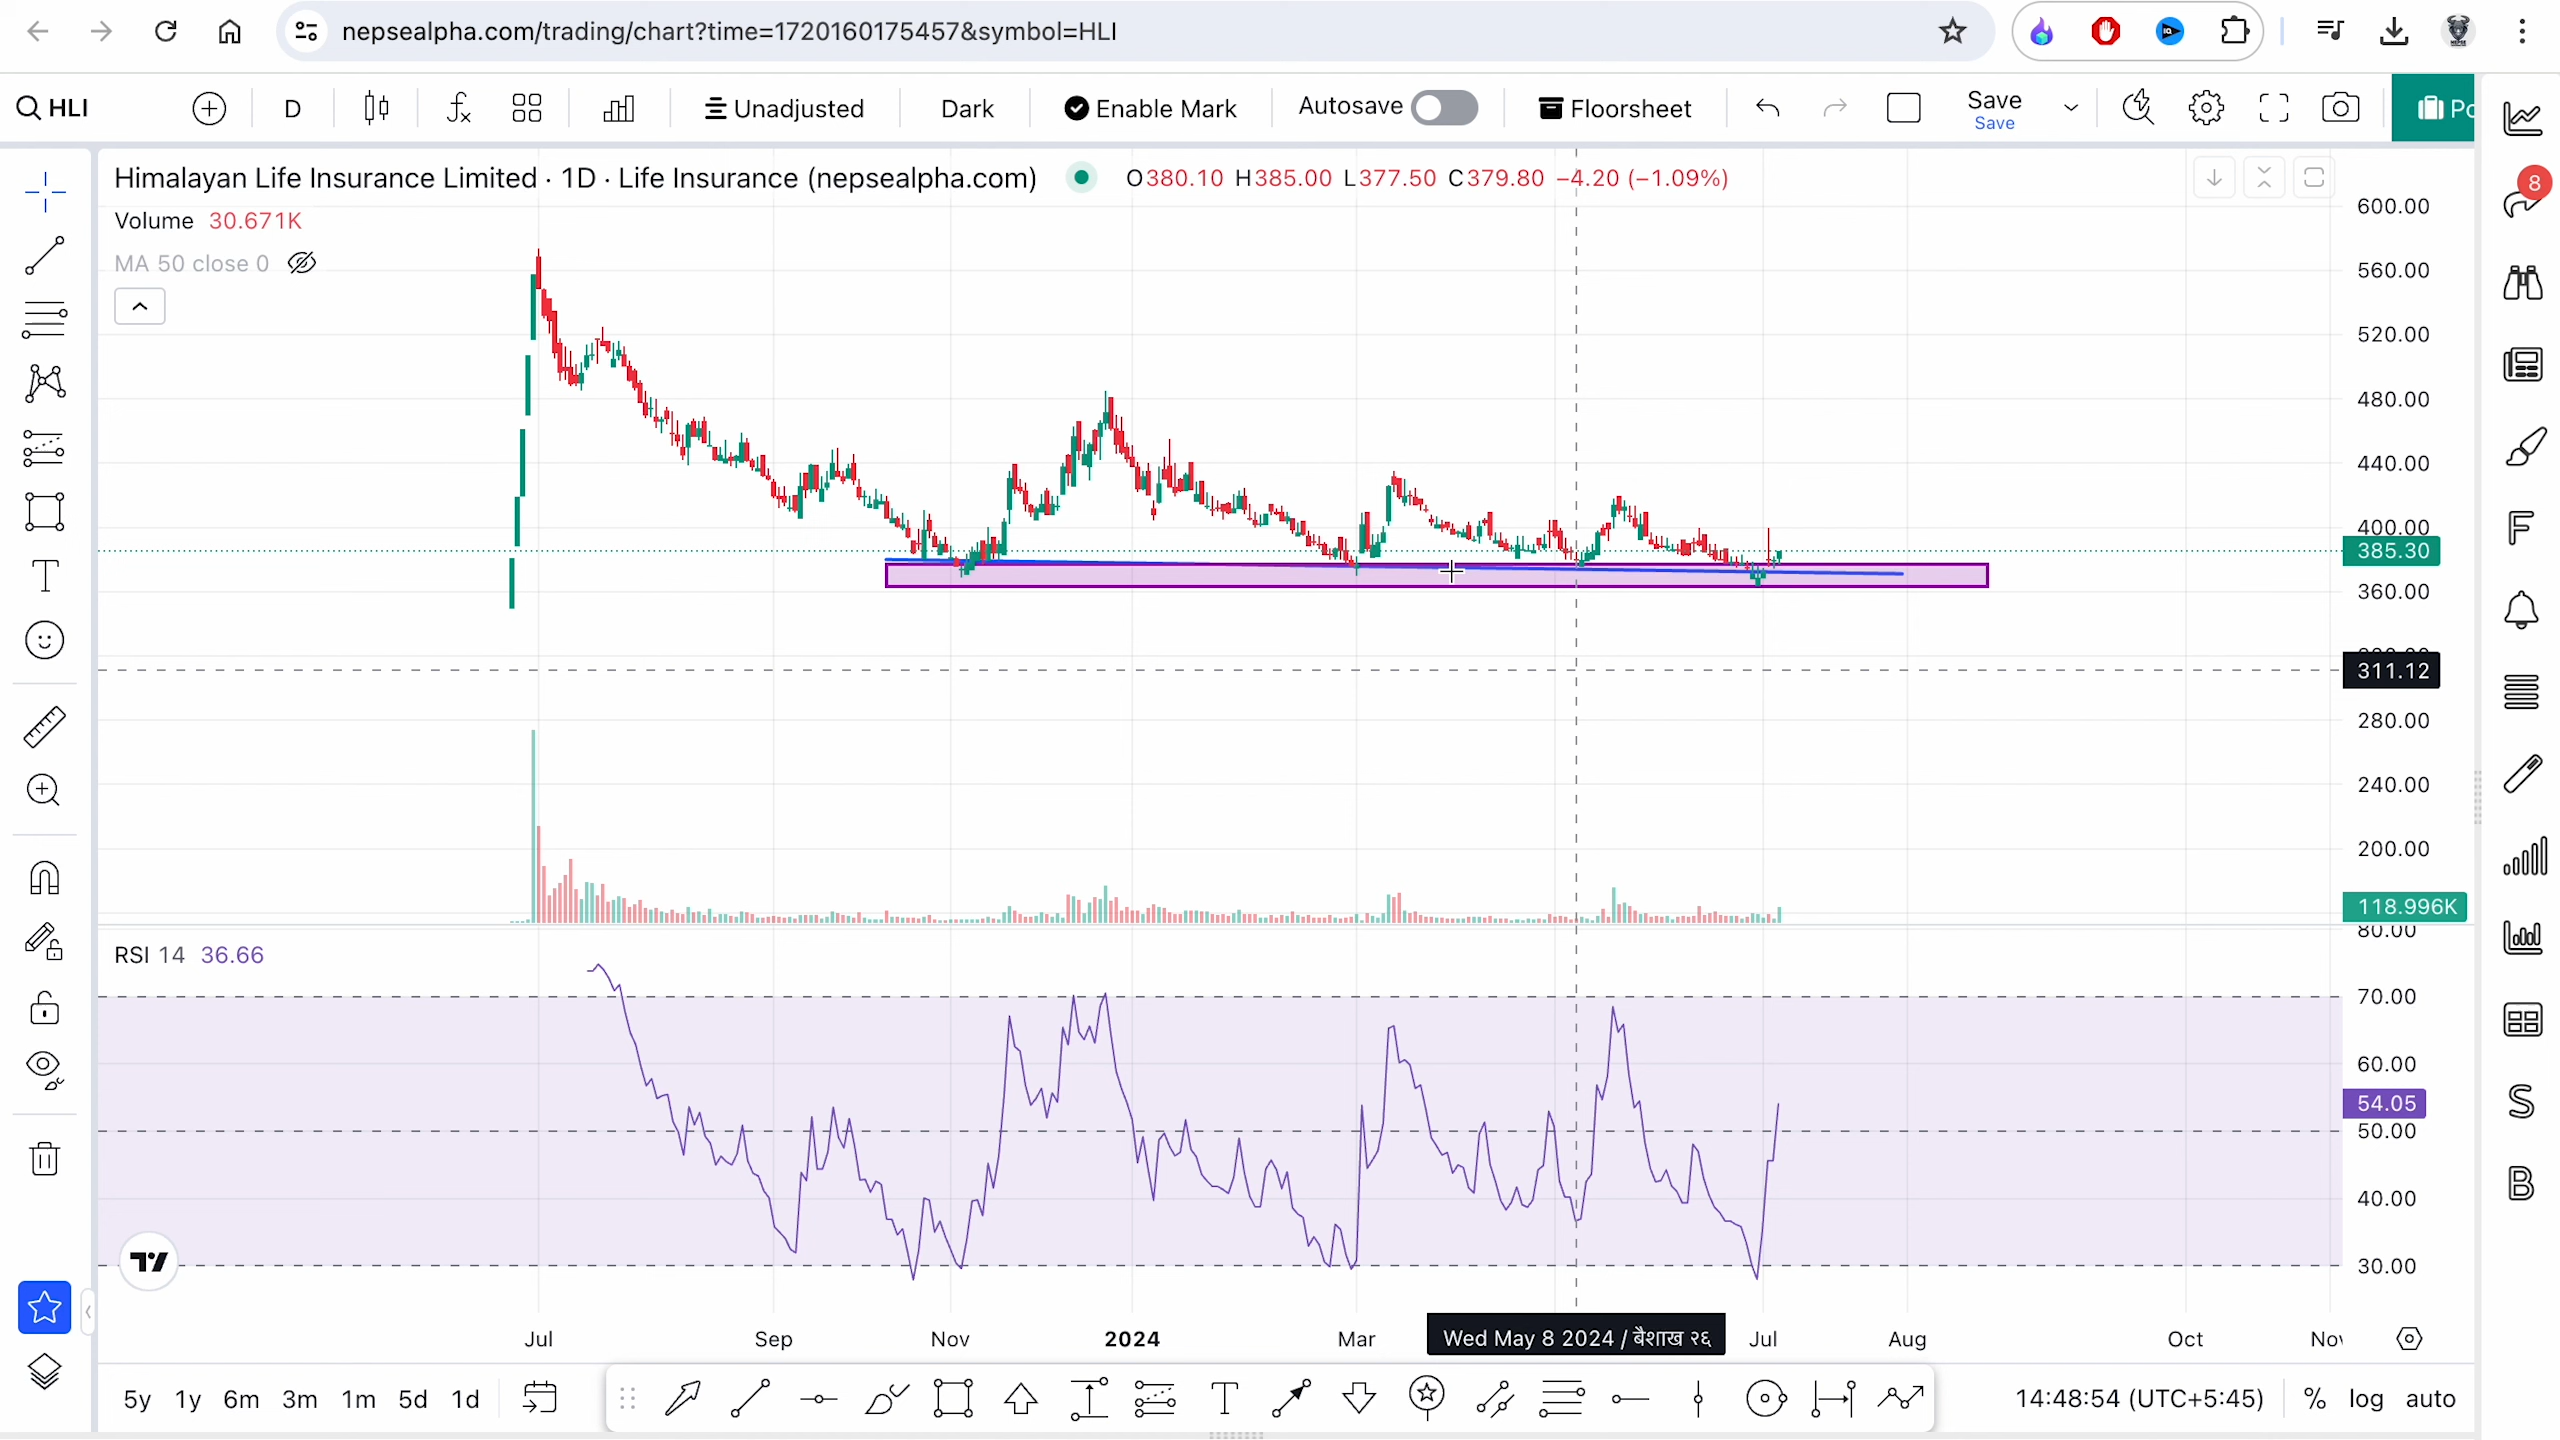 nepsealpha.com/trading/chart?time=1720160175457&symbol=HLI
HLI D Unadjusted Dark Enable Mark Autosave Floorsheet Save
Save
Himalayan Life Insurance Limited · 1D · Life Insurance (nepsealpha.com) O380.10 H385.00 L377.50 C379.80 −4.20 (−1.09%)
Volume 30.671K
MA 50 close 0
600.00
560.00
520.00
480.00
440.00
400.00
385.30
360.00
311.12
280.00
240.00
200.00
118.996K
80.00
RSI 14 36.66
70.00
60.00
54.05
50.00
40.00
30.00
8
F
S
B
Jul Sep Nov 2024 Mar Wed May 8 2024 / बैशाख २६ Jul Aug Oct Nov
5y 1y 6m 3m 1m 5d 1d 14:48:54 (UTC+5:45) % log auto